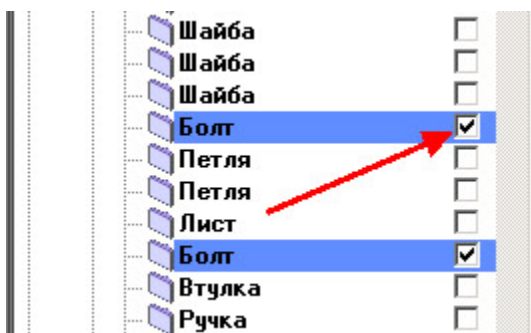 Шайба
Шайба
Шайба
Болт
Петля
Петля
Лист
Болт
Втулка
Ручка